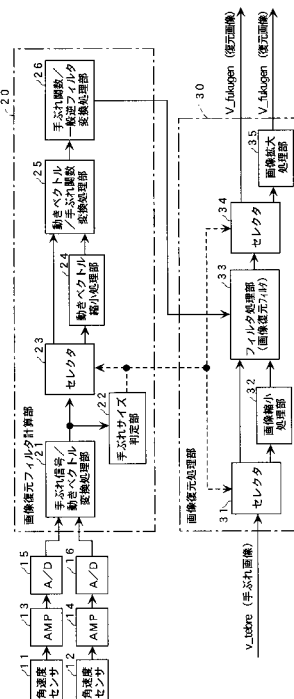 角速度
センサ
11
AMP
13
A/D
15
角速度
センサ
12
AMP
14
A/D
16
20
画像復元フィルタ計算部
21
手ぶれ信号/
動きベクトル
変換処理部
22
手ぶれサイズ
判定部
23
セレクタ
24
動きベクトル
縮小処理部
25
動きベクトル
/手ぶれ関数
変換処理部
26
手ぶれ関数/
一般逆フィルタ
変換処理部
30
画像復元処理部
v_tebre (手ぶれ画像)
31
セレクタ
32
画像縮小
処理部
33
フィルタ処理部
(画像復元フィルタ)
34
セレクタ
35
画像拡大
処理部
V_fukugen (復元画像)
V_fukugen (復元画像)